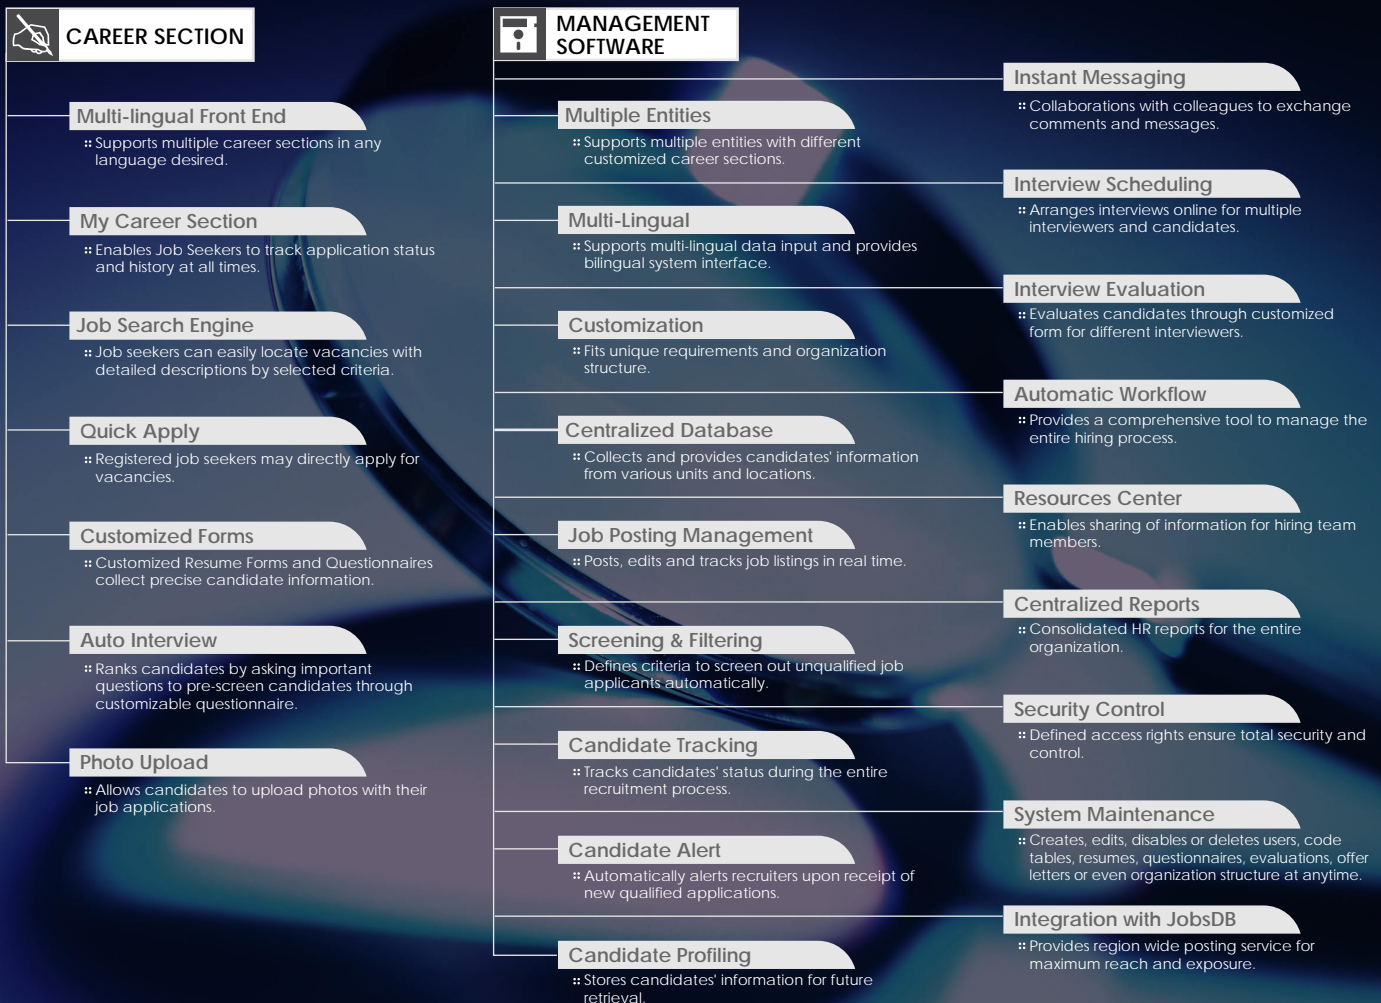 CAREER SECTION
Multi-lingual Front End
Supports multiple career sections in any
language desired.
My Career Section
Enables Job Seekers to track application status
and history at all times.
Job Search Engine
Job seekers can easily locate vacancies with
detailed descriptions by selected criteria.
Quick Apply
Registered job seekers may directly apply for
vacancies.
Customized Forms
Customized Resume Forms and Questionnaires
collect precise candidate information.
Auto Interview
Ranks candidates by asking important
questions to pre-screen candidates through
customizable questionnaire.
Photo Upload
Allows candidates to upload photos with their
job applications.
MANAGEMENT
SOFTWARE
Multiple Entities
Supports multiple entities with different
customized career sections.
Multi-Lingual
Supports multi-lingual data input and provides
bilingual system interface.
Customization
Fits unique requirements and organization
structure.
Centralized Database
Collects and provides candidates' information
from various units and locations.
Job Posting Management
Posts, edits and tracks job listings in real time.
Screening & Filtering
Defines criteria to screen out unqualified job
applicants automatically.
Candidate Tracking
Tracks candidates' status during the entire
recruitment process.
Candidate Alert
Automatically alerts recruiters upon receipt of
new qualified applications.
Candidate Profiling
Stores candidates' information for future
retrieval.
Instant Messaging
Collaborations with colleagues to exchange
comments and messages.
Interview Scheduling
Arranges interviews online for multiple
interviewers and candidates.
Interview Evaluation
Evaluates candidates through customized
form for different interviewers.
Automatic Workflow
Provides a comprehensive tool to manage the
entire hiring process.
Resources Center
Enables sharing of information for hiring team
members.
Centralized Reports
Consolidated HR reports for the entire
organization.
Security Control
Defined access rights ensure total security and
control.
System Maintenance
Creates, edits, disables or deletes users, code
tables, resumes, questionnaires, evaluations, offer
letters or even organization structure at anytime.
Integration with JobsDB
Provides region wide posting service for
maximum reach and exposure.